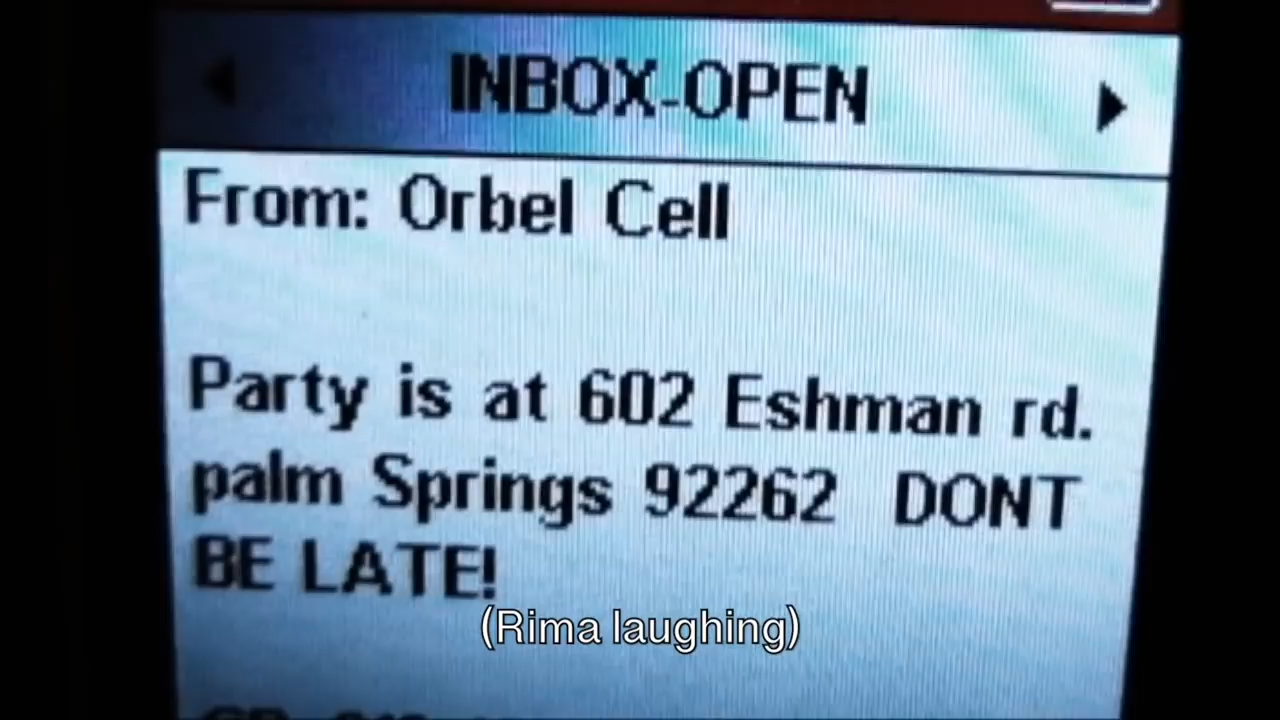 INBOX-OPEN
From: Orbel Cell
Party is at 602 Eshman rd.
palm Springs 92262 DONT
BE LATE!
(Rima laughing)